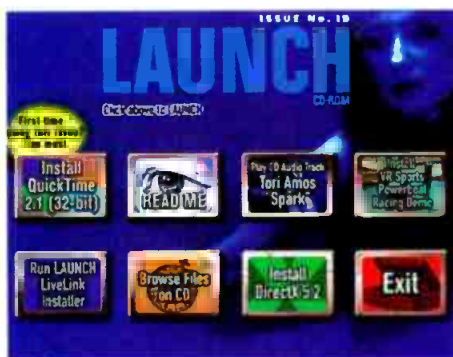 ISSUE No.19
LAUNCH
CD-ROM
Click above to LAUNCH
First time
Install
QuickTime
2.1 (32-bit)
READ ME
Play CD Audio Track
Tori Amos
Spark
Install
VR Sports
Powerboat
Racing Demo
Run LAUNCH
LiveLink
Installer
Browse Files
on CD
Install
DirectX 5.2
Exit